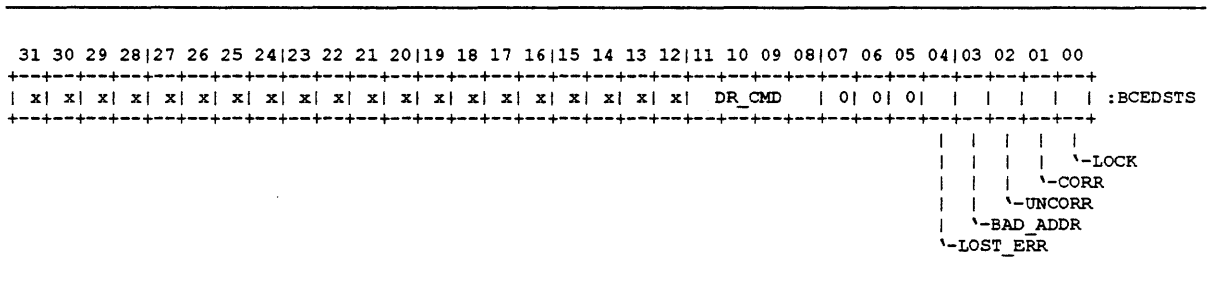 31 30 29 28|27 26 25 24|23 22 21 20|19 18 17 16|15 14 13 12|11 10 09 08|07 06 05 04|03 02 01 00
+--+--+--+--+--+--+--+--+--+--+--+--+--+--+--+--+--+--+--+--+--+--+--+--+--+--+--+--+--+--+--+--+
| x| x| x| x| x| x| x| x| x| x| x| x| x| x| x| x| x| x| x| x|  DR_CMD   | 0| 0| 0|  |  |  |  |  | :BCEDSTS
+--+--+--+--+--+--+--+--+--+--+--+--+--+--+--+--+--+--+--+--+--+--+--+--+--+--+--+--+--+--+--+--+
| | | | |
| | | | '-LOCK
| | | '-CORR
| | '-UNCORR
| '-BAD_ADDR
'-LOST_ERR